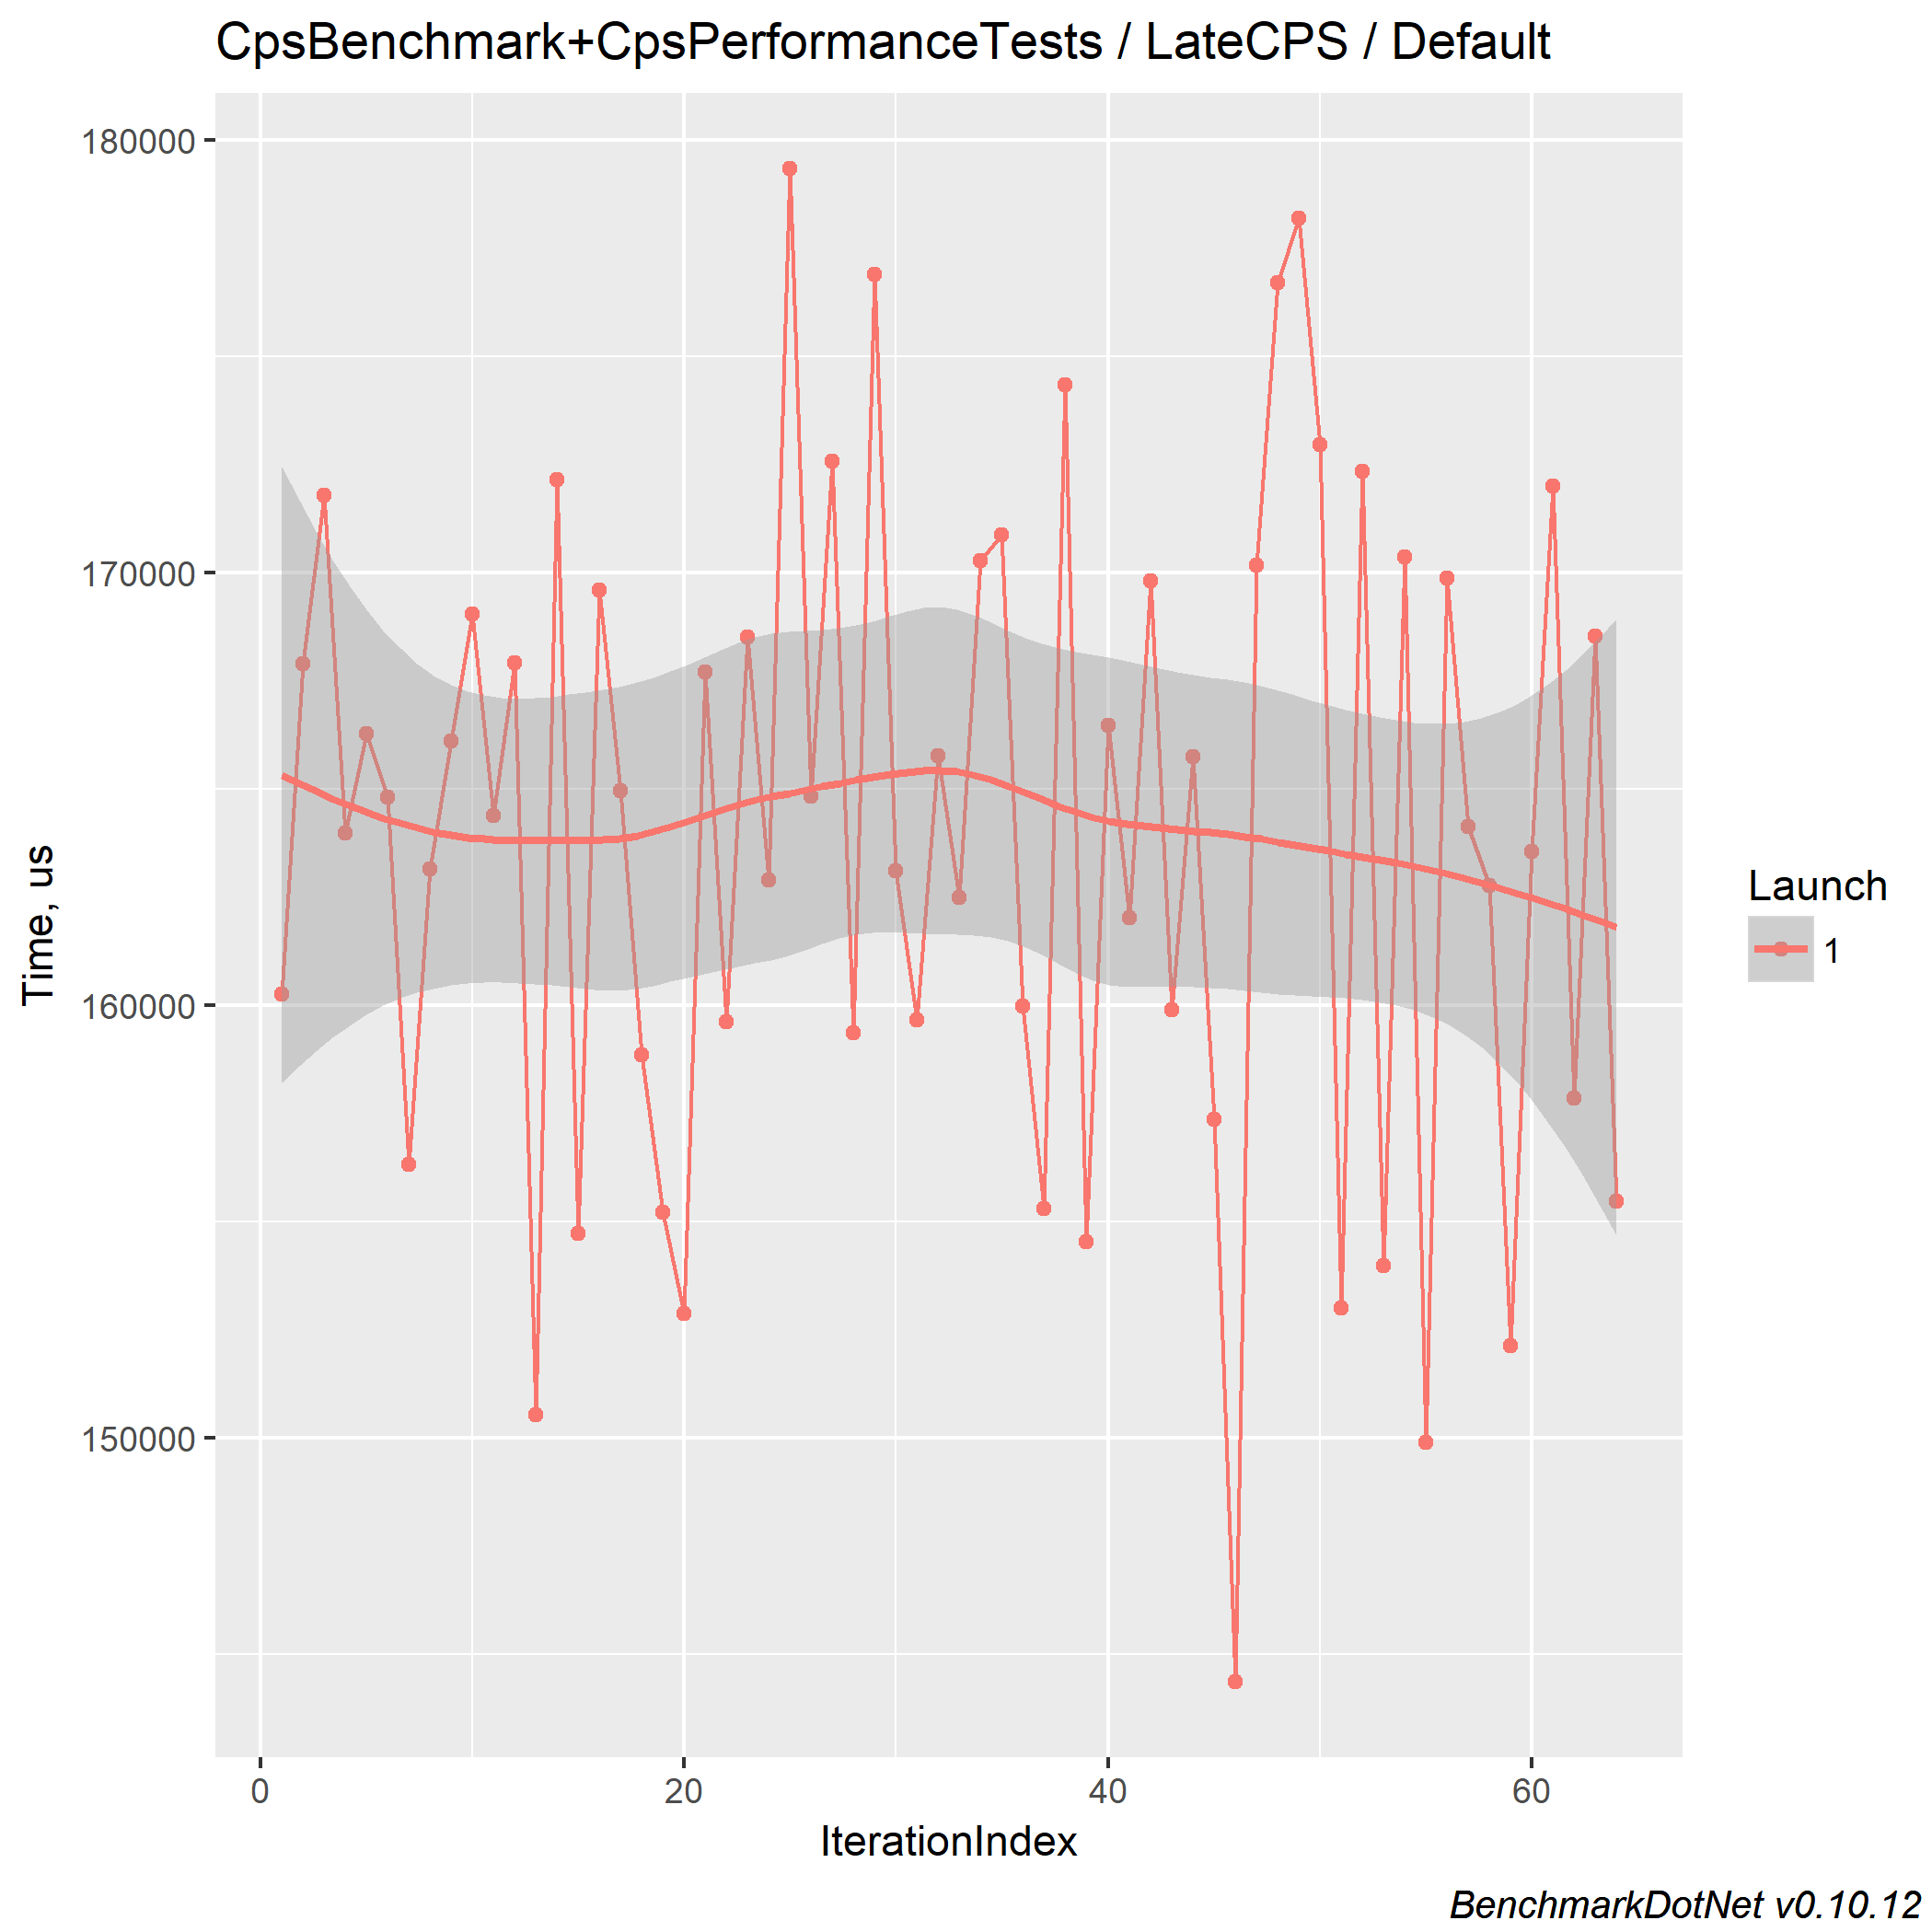 CpsBenchmark+CpsPerformanceTests / LateCPS / Default
180000
170000
160000
150000
Time, us
0 20 40 60
IterationIndex
Launch
1
BenchmarkDotNet v0.10.12